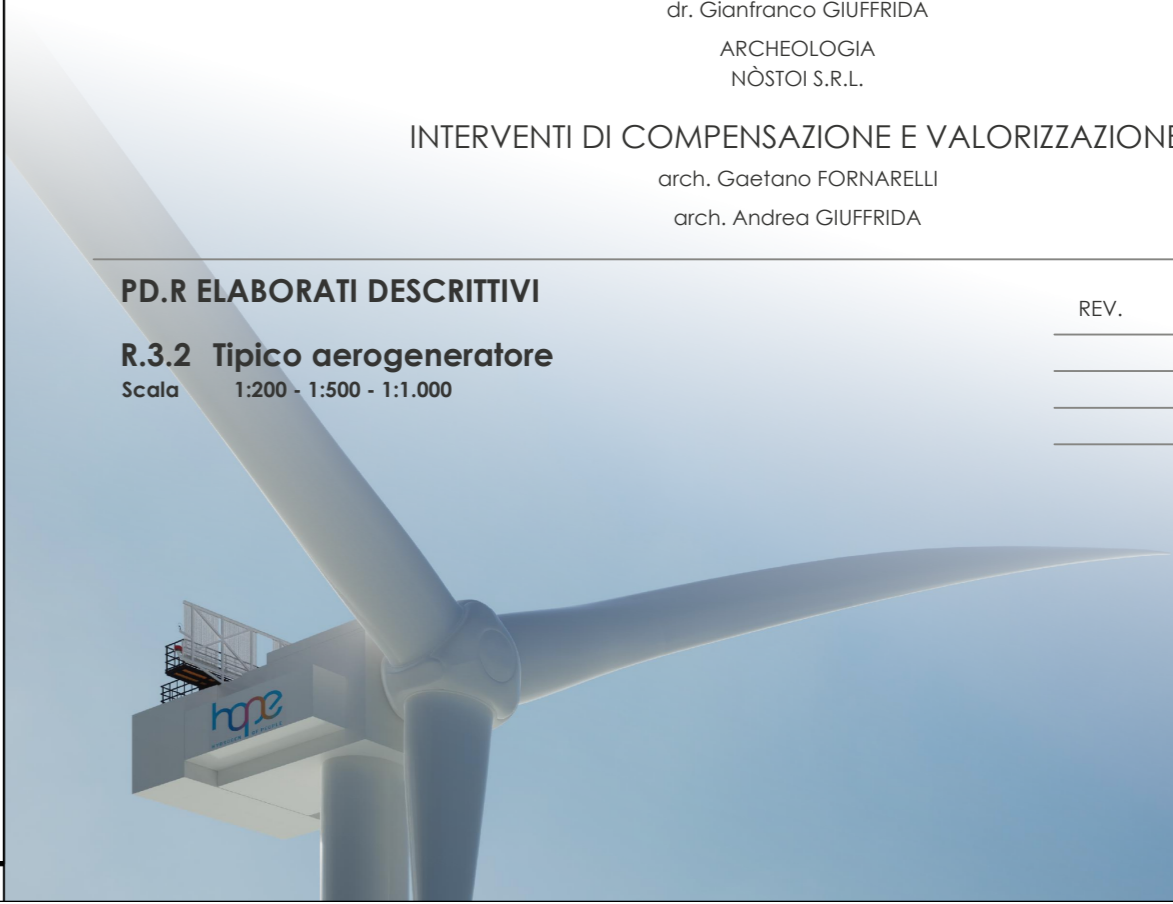 dr. Gianfranco GIUFFRIDA
ARCHEOLOGIA
NÒSTOI S.R.L.
INTERVENTI DI COMPENSAZIONE E VALORIZZAZIONE
arch. Gaetano FORNARELLI
arch. Andrea GIUFFRIDA
PD.R ELABORATI DESCRITTIVI
REV.
R.3.2 Tipico aerogeneratore
Scala 1:200 - 1:500 - 1:1.000
hope